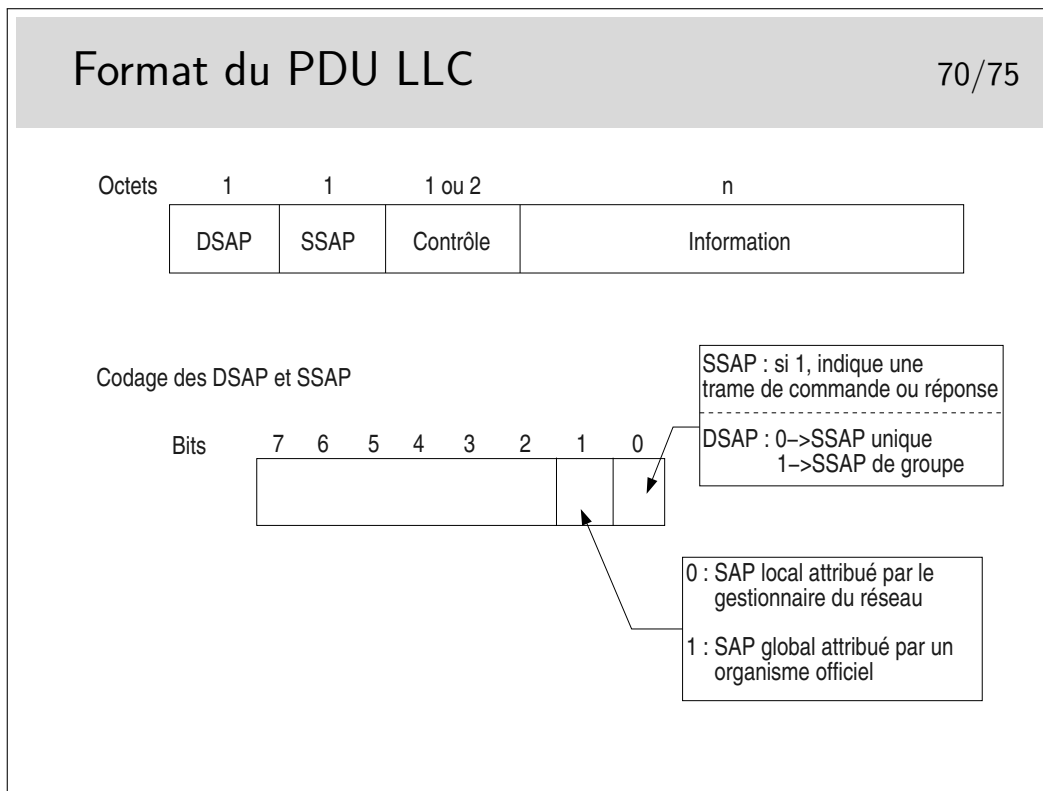 Format du PDU LLC 70/75
Octets 1 1 1 ou 2 n
DSAP SSAP Contrôle Information
Codage des DSAP et SSAP
SSAP : si 1, indique une
trame de commande ou réponse
DSAP : 0–>SSAP unique
1–>SSAP de groupe
Bits 7 6 5 4 3 2 1 0
0 : SAP local attribué par le
gestionnaire du réseau
1 : SAP global attribué par un
organisme officiel